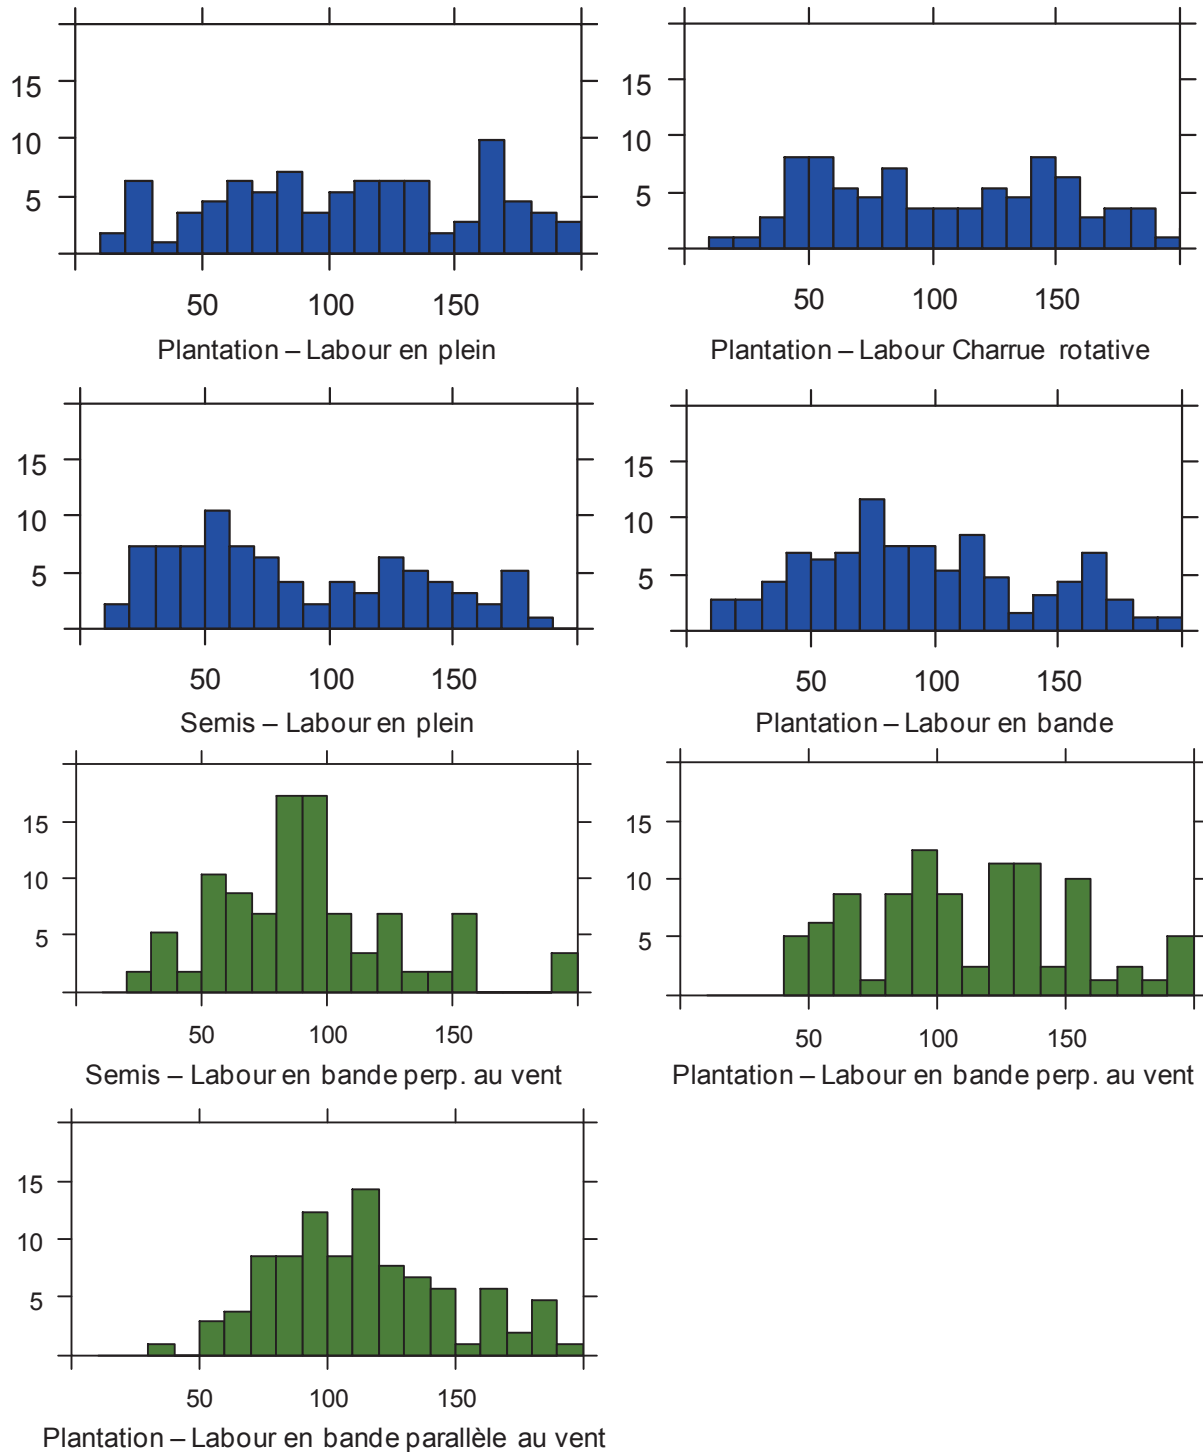 15
10
5
50 100 150
Plantation – Labour en plein
15
10
5
50 100 150
Plantation – Labour Charrue rotative
15
10
5
50 100 150
Semis – Labour en plein
15
10
5
50 100 150
Plantation – Labour en bande
15
10
5
50 100 150
Semis – Labour en bande perp. au vent
15
10
5
50 100 150
Plantation – Labour en bande perp. au vent
15
10
5
50 100 150
Plantation – Labour en bande parallèle au vent